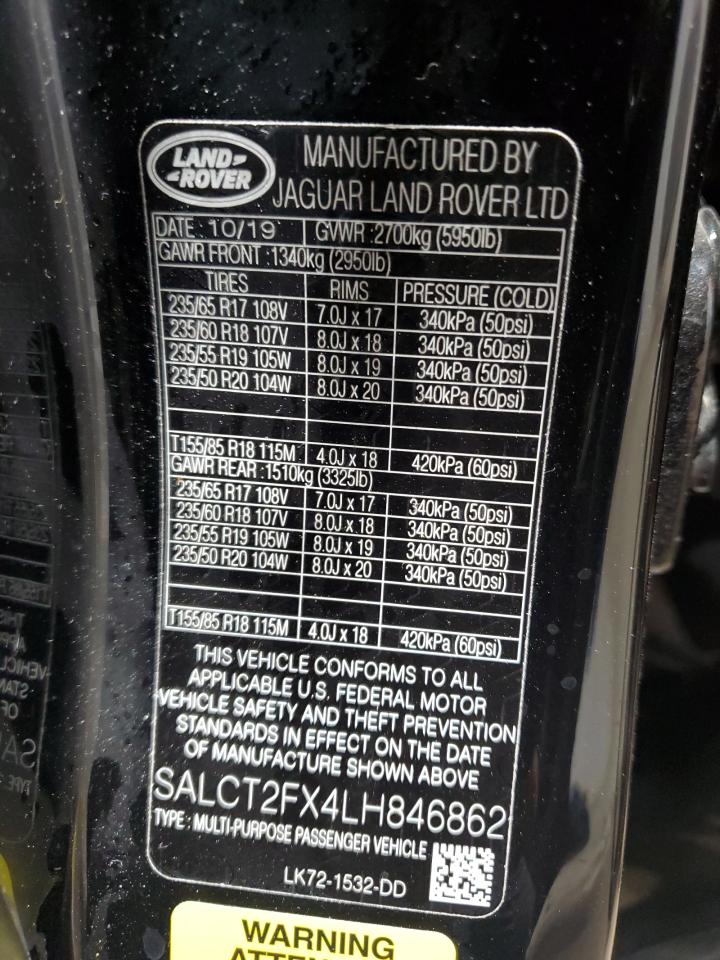 LAND ROVER
MANUFACTURED BY
JAGUAR LAND ROVER LTD
DATE : 10/19 GVWR :2700kg (5950lb)
GAWR FRONT :1340kg (2950lb)
TIRES RIMS PRESSURE (COLD)
235/65 R17 108V 7.0J x 17 340kPa (50psi)
235/60 R18 107V 8.0J x 18 340kPa (50psi)
235/55 R19 105W 8.0J x 19 340kPa (50psi)
235/50 R20 104W 8.0J x 20 340kPa (50psi)
T155/85 R18 115M 4.0J x 18 420kPa (60psi)
GAWR REAR :1510kg (3325lb)
235/65 R17 108V 7.0J x 17 340kPa (50psi)
235/60 R18 107V 8.0J x 18 340kPa (50psi)
235/55 R19 105W 8.0J x 19 340kPa (50psi)
235/50 R20 104W 8.0J x 20 340kPa (50psi)
T155/85 R18 115M 4.0J x 18 420kPa (60psi)
THIS VEHICLE CONFORMS TO ALL
APPLICABLE U.S. FEDERAL MOTOR
VEHICLE SAFETY AND THEFT PREVENTION
STANDARDS IN EFFECT ON THE DATE
OF MANUFACTURE SHOWN ABOVE
SALCT2FX4LH846862
TYPE : MULTI-PURPOSE PASSENGER VEHICLE
LK72-1532-DD
WARNING